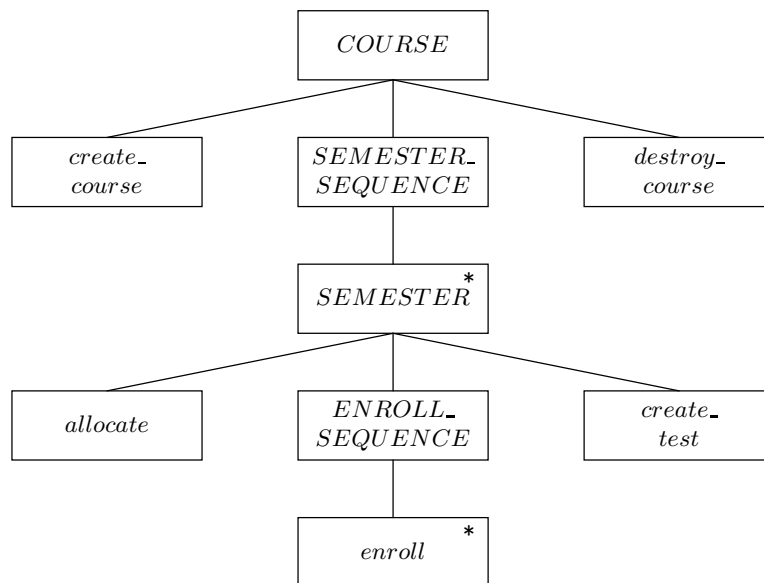 COURSE
create_
course
SEMESTER_
SEQUENCE
destroy_
course
*
SEMESTER
allocate
ENROLL_
SEQUENCE
create_
test
*
enroll